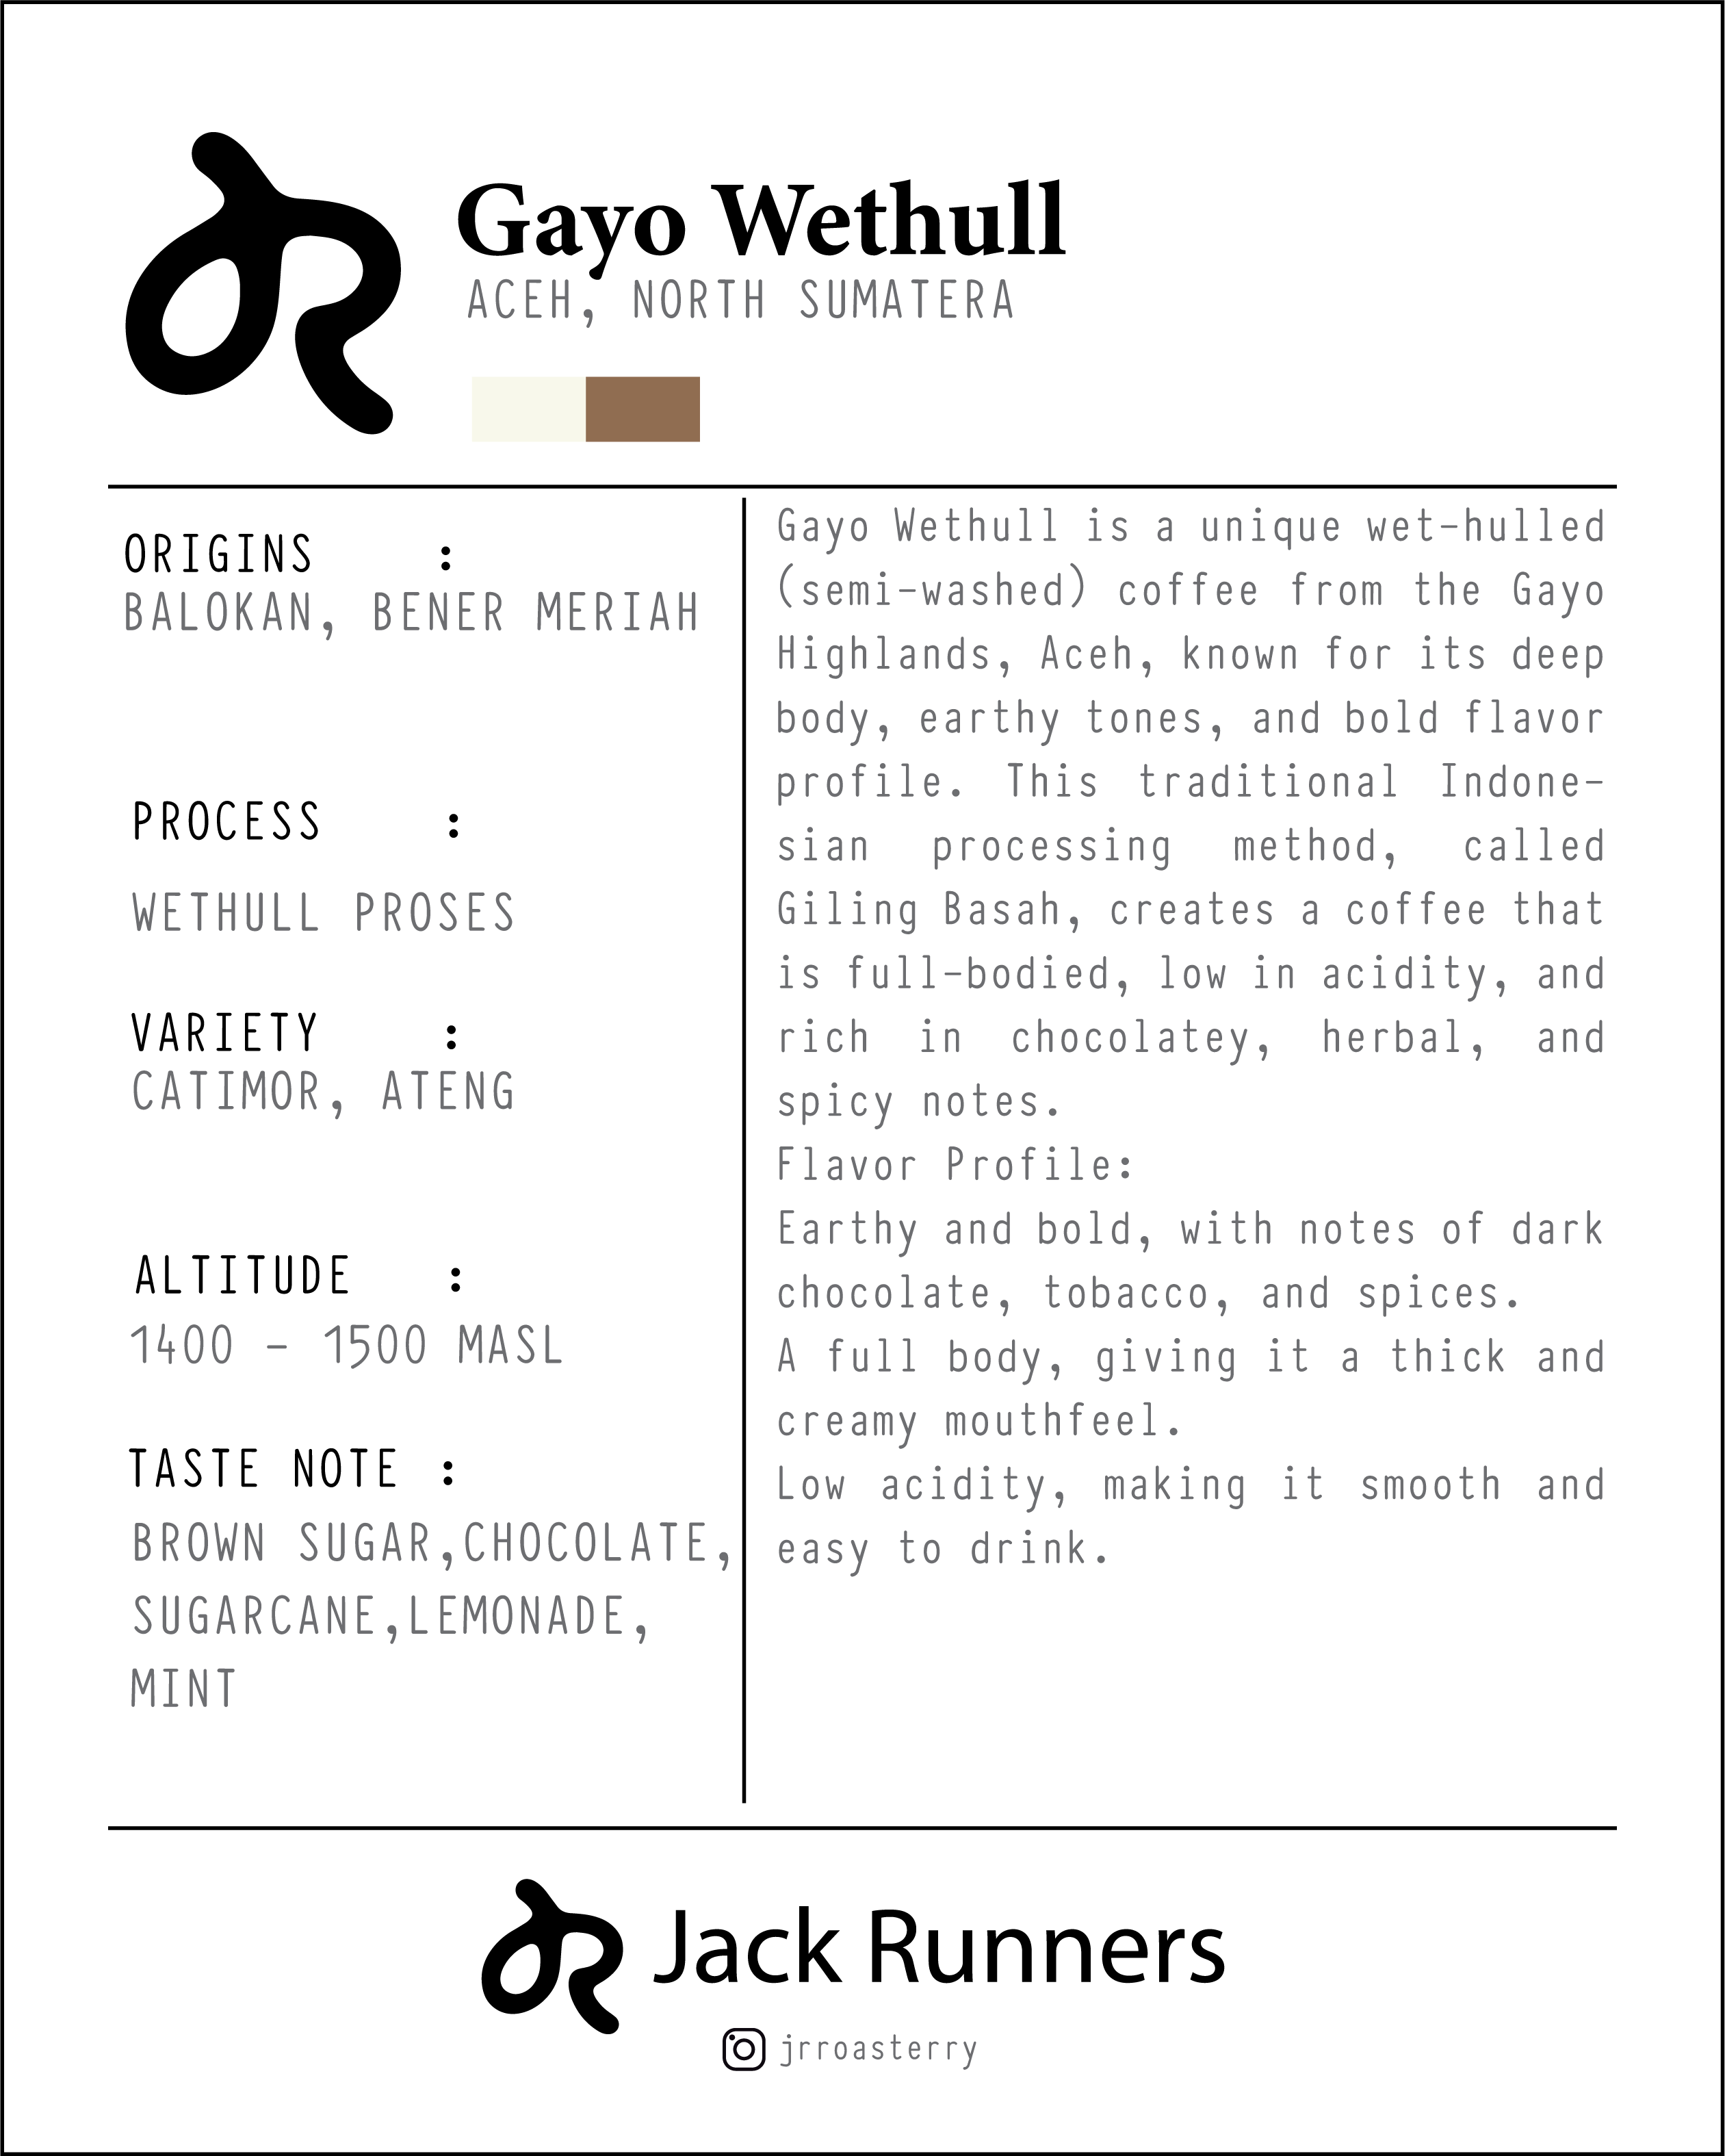 Gayo Wethull
ACEH, NORTH SUMATERA
ORIGINS :
BALOKAN, BENER MERIAH
PROCESS :
WETHULL PROSES
VARIETY :
CATIMOR, ATENG
ALTITUDE :
1400 - 1500 MASL
TASTE NOTE :
BROWN SUGAR,CHOCOLATE,
SUGARCANE,LEMONADE,
MINT
Gayo Wethull is a unique wet-hulled
(semi-washed) coffee from the Gayo
Highlands, Aceh, known for its deep
body, earthy tones, and bold flavor
profile. This traditional Indone-
sian processing method, called
Giling Basah, creates a coffee that
is full-bodied, low in acidity, and
rich in chocolatey, herbal, and
spicy notes.
Flavor Profile:
Earthy and bold, with notes of dark
chocolate, tobacco, and spices.
A full body, giving it a thick and
creamy mouthfeel.
Low acidity, making it smooth and
easy to drink.
Jack Runners
jrroasterry